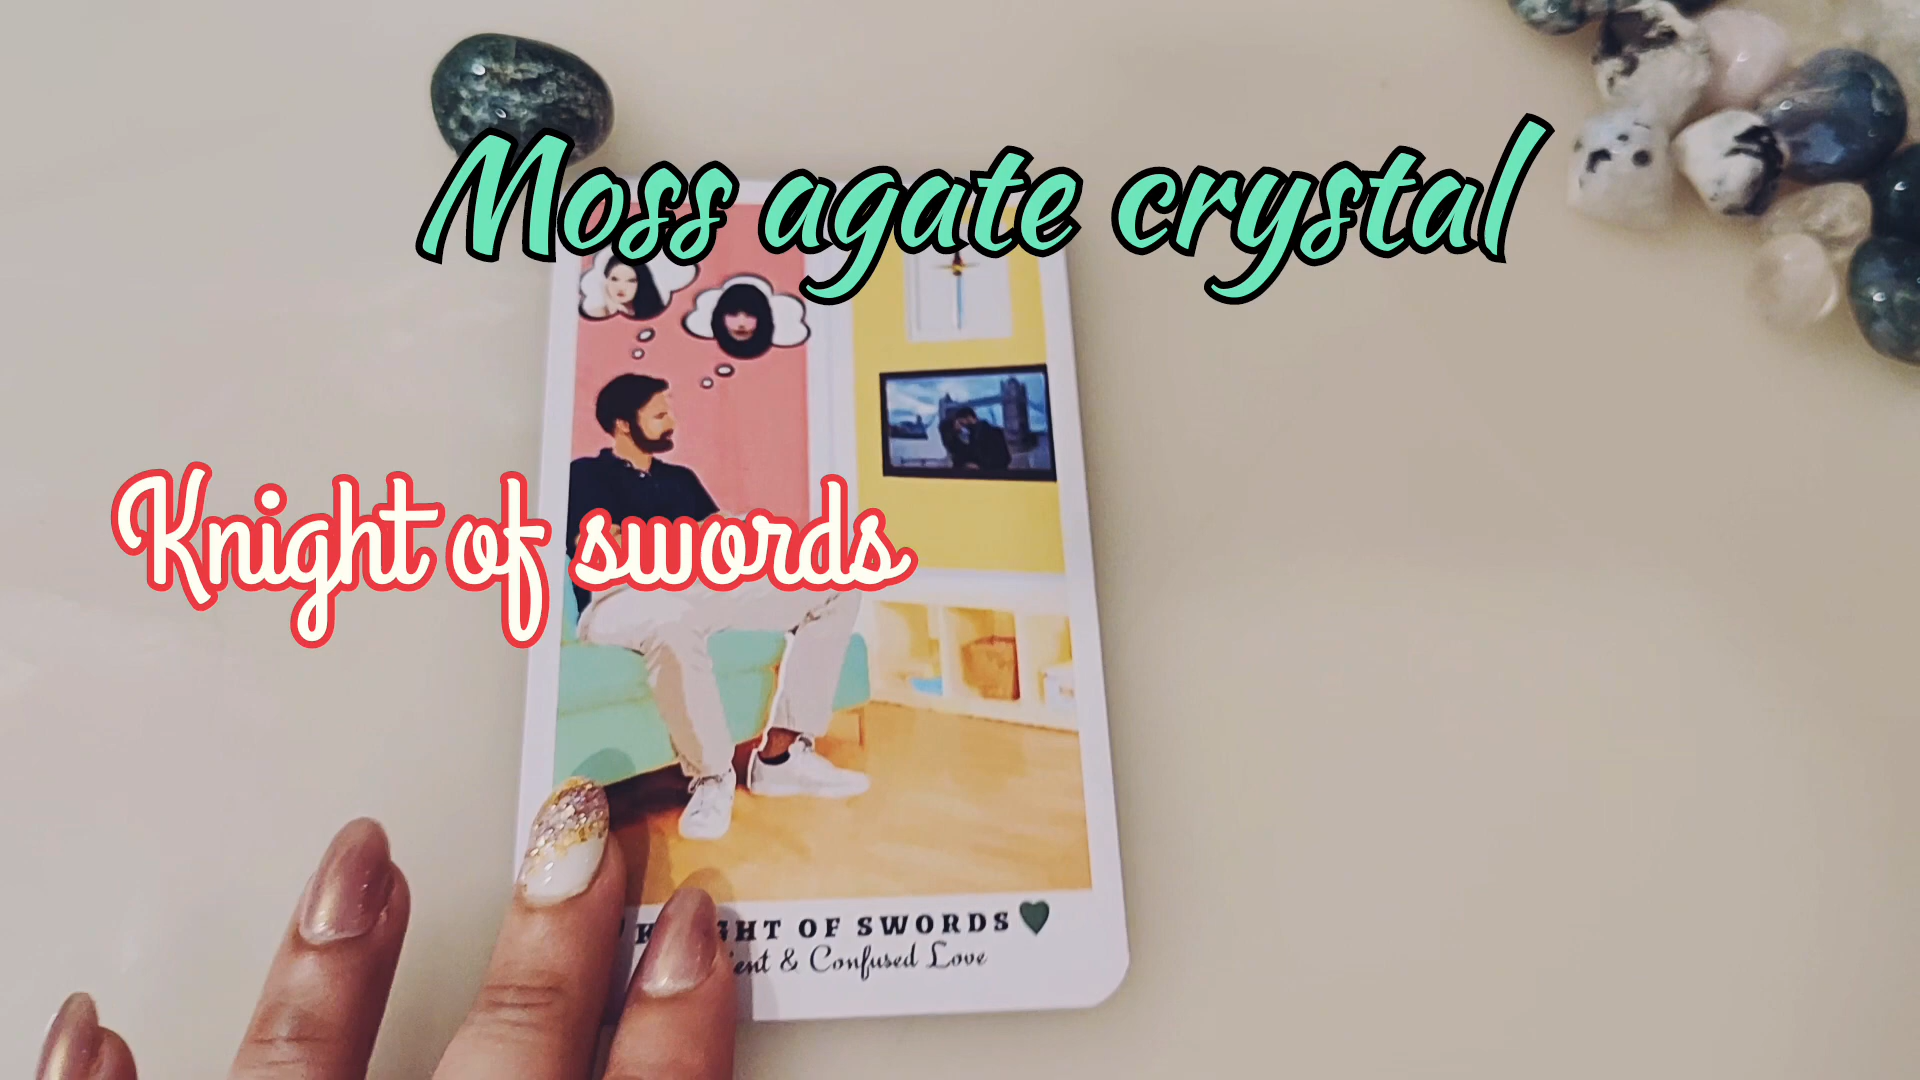 Moss agate crystal
Knight of swords
OF SWORDS
& Confused Love